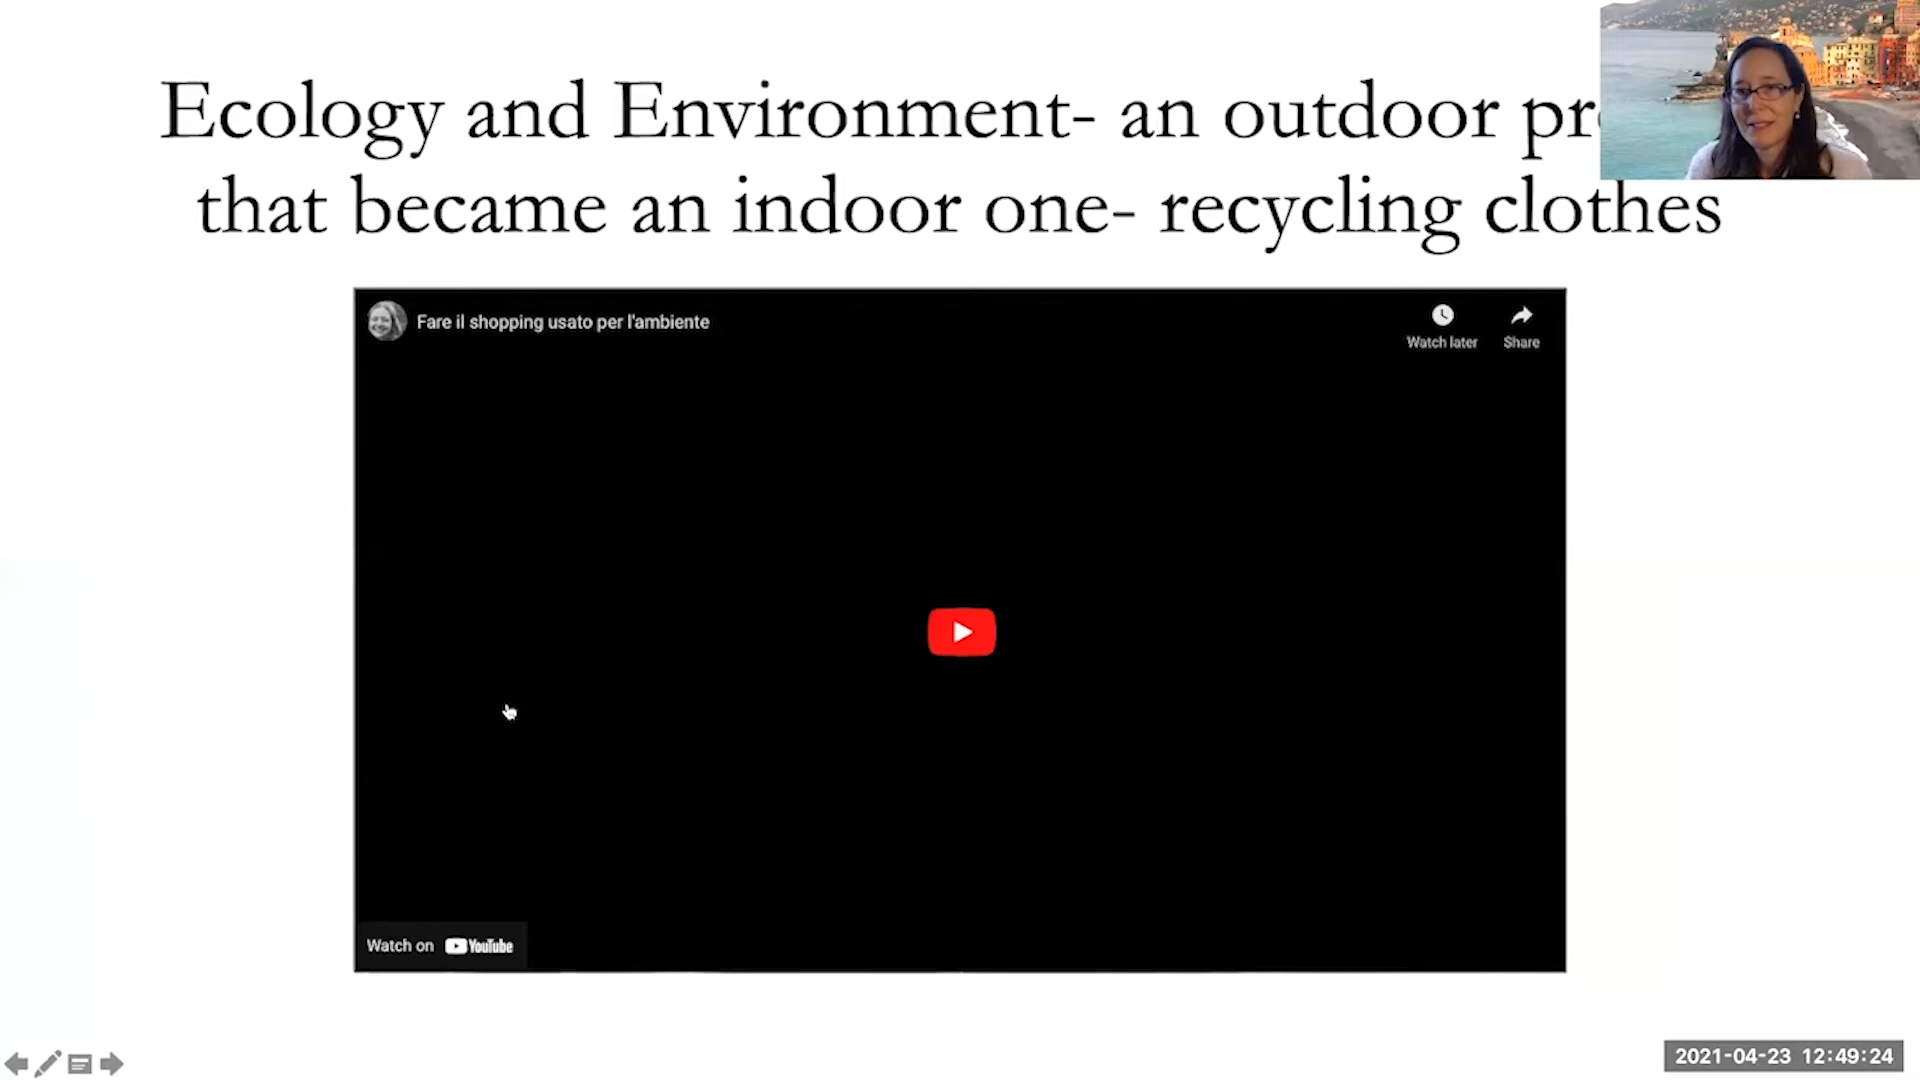 Ecology and Environment- an outdoor
that became an indoor one- recycling clothes
Fare il shopping usato per l'ambiente
Watch later
Share
Watch on YouTube
2021-04-23 12:49:24